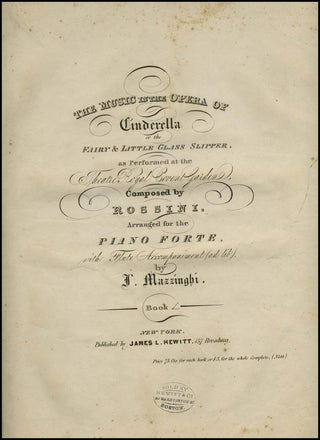 THE MUSIC IN THE OPERA OF
Cinderella
or the
FAIRY & LITTLE GLASS SLIPPER.
as Performed at the
Theatre Royal Covent Garden,
Composed by
ROSSINI.
Arranged for the
PIANO FORTE.
with Flute Accompaniment (ad lib)
by
J. Mazzinghi.
Book
NEW YORK.
Published by JAMES L. HEWITT. 137 Broadway.
Price 75 Cts for each book or $3. for the whole Complete.
SOLD BY
HEWITT & Co
WASHINGTON ST
BOSTON.